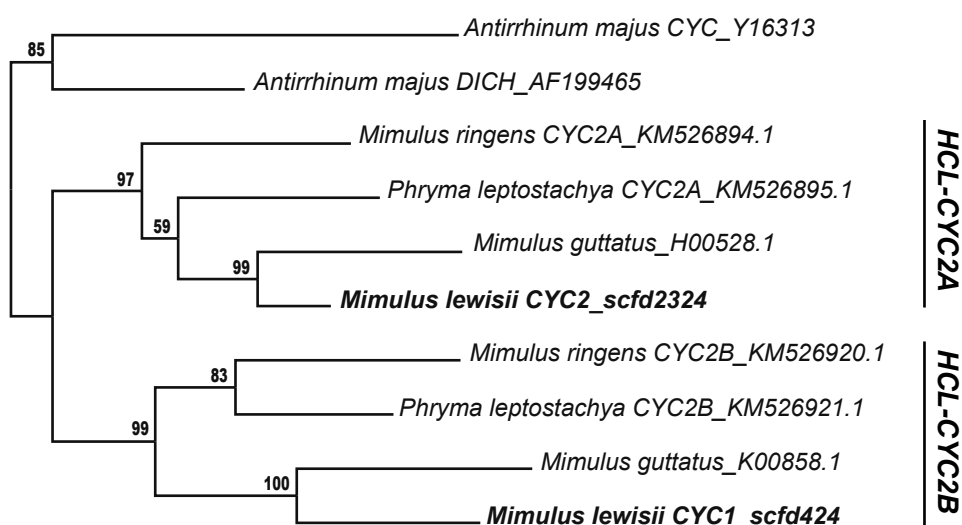 Antirrhinum majus CYC_Y16313
85
Antirrhinum majus DICH_AF199465
Mimulus ringens CYC2A_KM526894.1
97
Phryma leptostachya CYC2A_KM526895.1
59
Mimulus guttatus_H00528.1
99
Mimulus lewisii CYC2_scfd2324
HCL-CYC2A
Mimulus ringens CYC2B_KM526920.1
83
Phryma leptostachya CYC2B_KM526921.1
99
Mimulus guttatus_K00858.1
100
Mimulus lewisii CYC1_scfd424
HCL-CYC2B